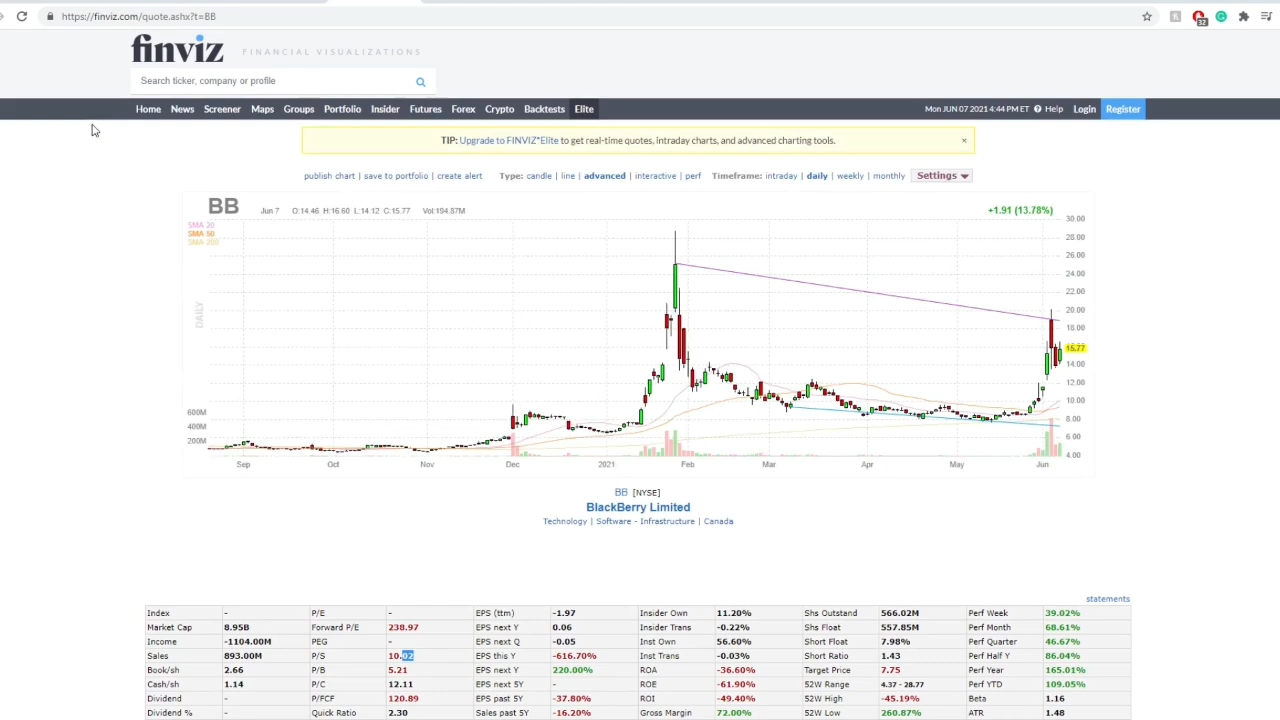 https://finviz.com/quote.ashx?t=BB
32
finviz FINANCIAL VISUALIZATIONS
Search ticker, company or profile
Home News Screener Maps Groups Portfolio Insider Futures Forex Crypto Backtests Elite Mon JUN 07 2021 4:44 PM ET Help Login Register
TIP: Upgrade to FINVIZ*Elite to get real-time quotes, intraday charts, and advanced charting tools. ×
publish chart | save to portfolio | create alert Type: candle | line | advanced | interactive | perf Timeframe: intraday | daily | weekly | monthly Settings
BB Jun 7 O:14.46 H:16.60 L:14.12 C:15.77 Vol:194.87M +1.91 (13.78%)
SMA 20
SMA 50
SMA 200
DAILY
30.00
28.00
26.00
24.00
22.00
20.00
18.00
15.77
14.00
12.00
10.00
8.00
6.00
4.00
600M
400M
200M
Sep Oct Nov Dec 2021 Feb Mar Apr May Jun
BB [NYSE]
BlackBerry Limited
Technology | Software - Infrastructure | Canada
statements
Index - P/E - EPS (ttm) -1.97 Insider Own 11.20% Shs Outstand 566.02M Perf Week 39.02%
Market Cap 8.95B Forward P/E 238.97 EPS next Y 0.06 Insider Trans -0.22% Shs Float 557.85M Perf Month 68.61%
Income -1104.00M PEG - EPS next Q -0.05 Inst Own 56.60% Short Float 7.98% Perf Quarter 46.67%
Sales 893.00M P/S 10.02 EPS this Y -616.70% Inst Trans -0.03% Short Ratio 1.43 Perf Half Y 86.04%
Book/sh 2.66 P/B 5.21 EPS next Y 220.00% ROA -36.60% Target Price 7.75 Perf Year 165.01%
Cash/sh 1.14 P/C 12.11 EPS next 5Y - ROE -61.90% 52W Range 4.37 - 28.77 Perf YTD 109.05%
Dividend - P/FCF 120.89 EPS past 5Y -37.80% ROI -49.40% 52W High -45.19% Beta 1.16
Dividend % - Quick Ratio 2.30 Sales past 5Y -16.20% Gross Margin 72.00% 52W Low 260.87% ATR 1.48